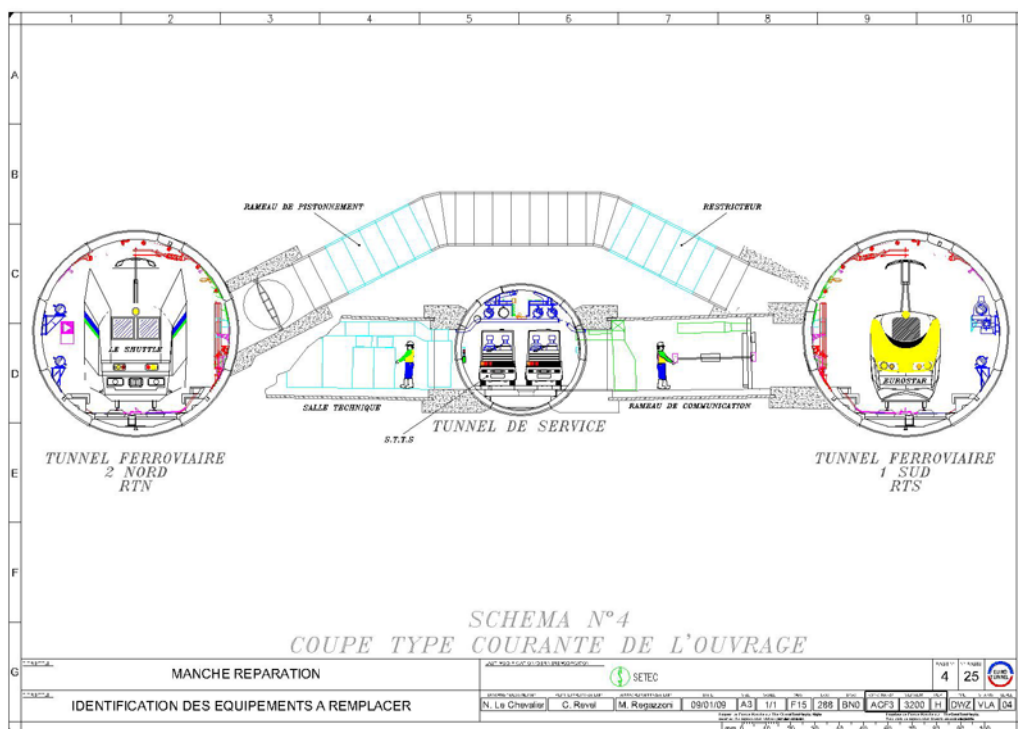 1 2 3 4 5 6 7 8 9 10
A
B
C
D
E
F
G
RAMEAU DE PISTONNEMENT
RESTRICTEUR
LE SHUTTLE
EUROSTAR
SALLE TECHNIQUE
RAMEAU DE COMMUNICATION
S.T.T.S
TUNNEL DE SERVICE
TUNNEL FERROVIAIRE
2 NORD
RTN
TUNNEL FERROVIAIRE
1 SUD
RTS
SCHEMA N°4
COUPE TYPE COURANTE DE L'OUVRAGE
MANCHE REPARATION
SETEC
4 25
EURO
TUNNEL
IDENTIFICATION DES EQUIPEMENTS A REMPLACER
N. Le Chevalier C. Revel M. Regazzoni 09/01/09 A3 1/1 F15 288 BN0 ACF3 3200 H DWZ VLA 04